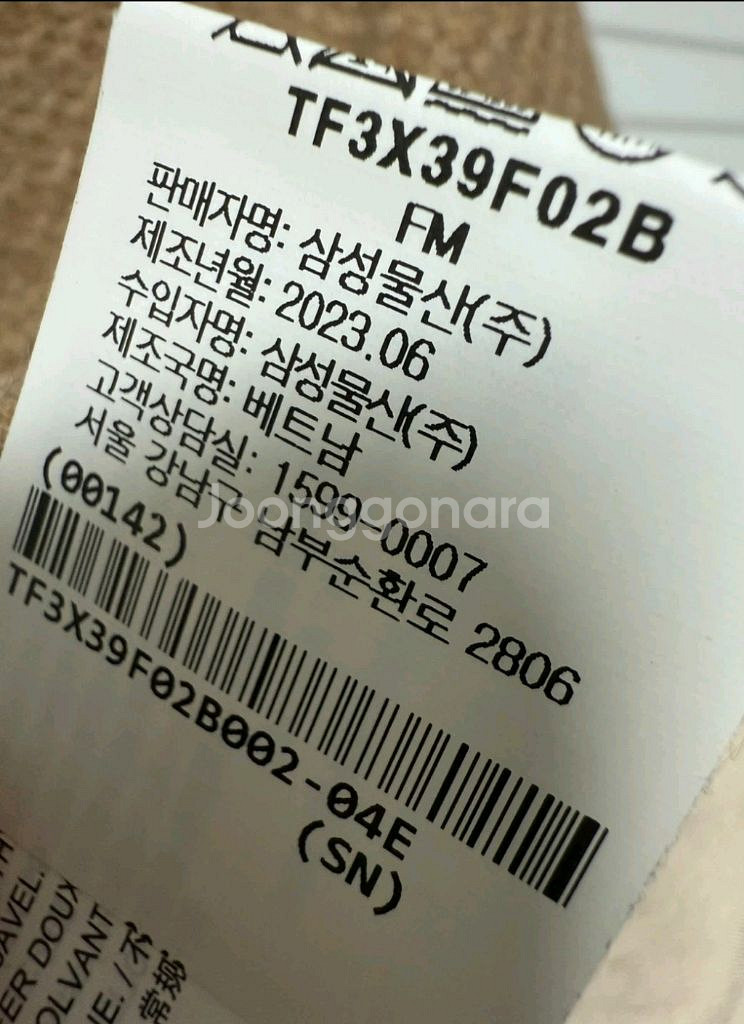 TF3X39F02B
FM
판매자명: 삼성물산(주)
제조년월: 2023.06
수입자명: 삼성물산(주)
제조국명: 베트남
고객상담실: 1599-0007
서울 강남구 남부순환로 2806
(00142)
Joonggonara
TF3X39F02B002-04E
(SN)
DOUX